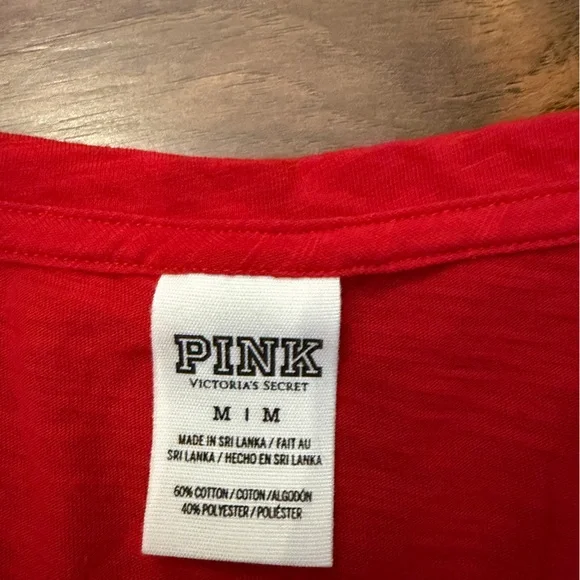 PINK
VICTORIA'S SECRET
M | M
MADE IN SRI LANKA / FAIT AU
SRI LANKA / HECHO EN SRI LANKA
60% COTTON / COTON / ALGODÓN
40% POLYESTER / POLIÉSTER